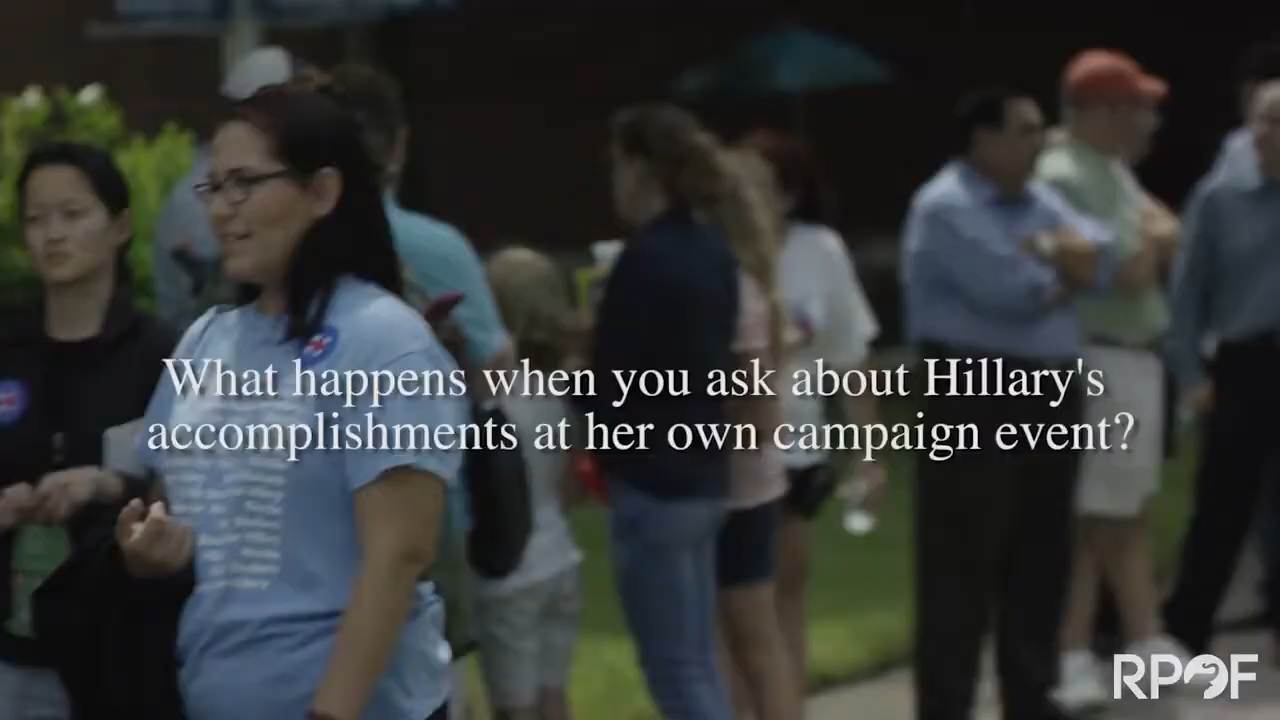 What happens when you ask about Hillary's
accomplishments at her own campaign event?
RPOF